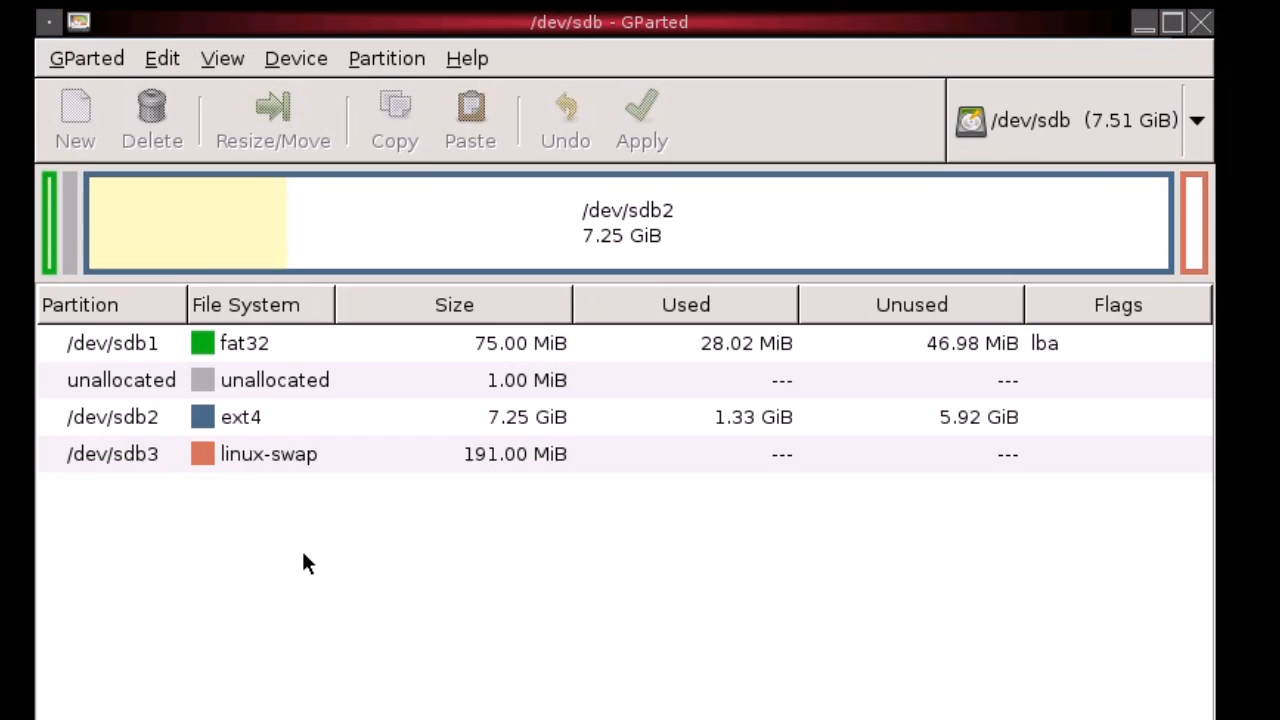 /dev/sdb - GParted
GParted Edit View Device Partition Help
New Delete Resize/Move Copy Paste Undo Apply /dev/sdb (7.51 GiB)
/dev/sdb2
7.25 GiB
Partition File System Size Used Unused Flags
/dev/sdb1 fat32 75.00 MiB 28.02 MiB 46.98 MiB lba
unallocated unallocated 1.00 MiB --- ---
/dev/sdb2 ext4 7.25 GiB 1.33 GiB 5.92 GiB
/dev/sdb3 linux-swap 191.00 MiB --- ---